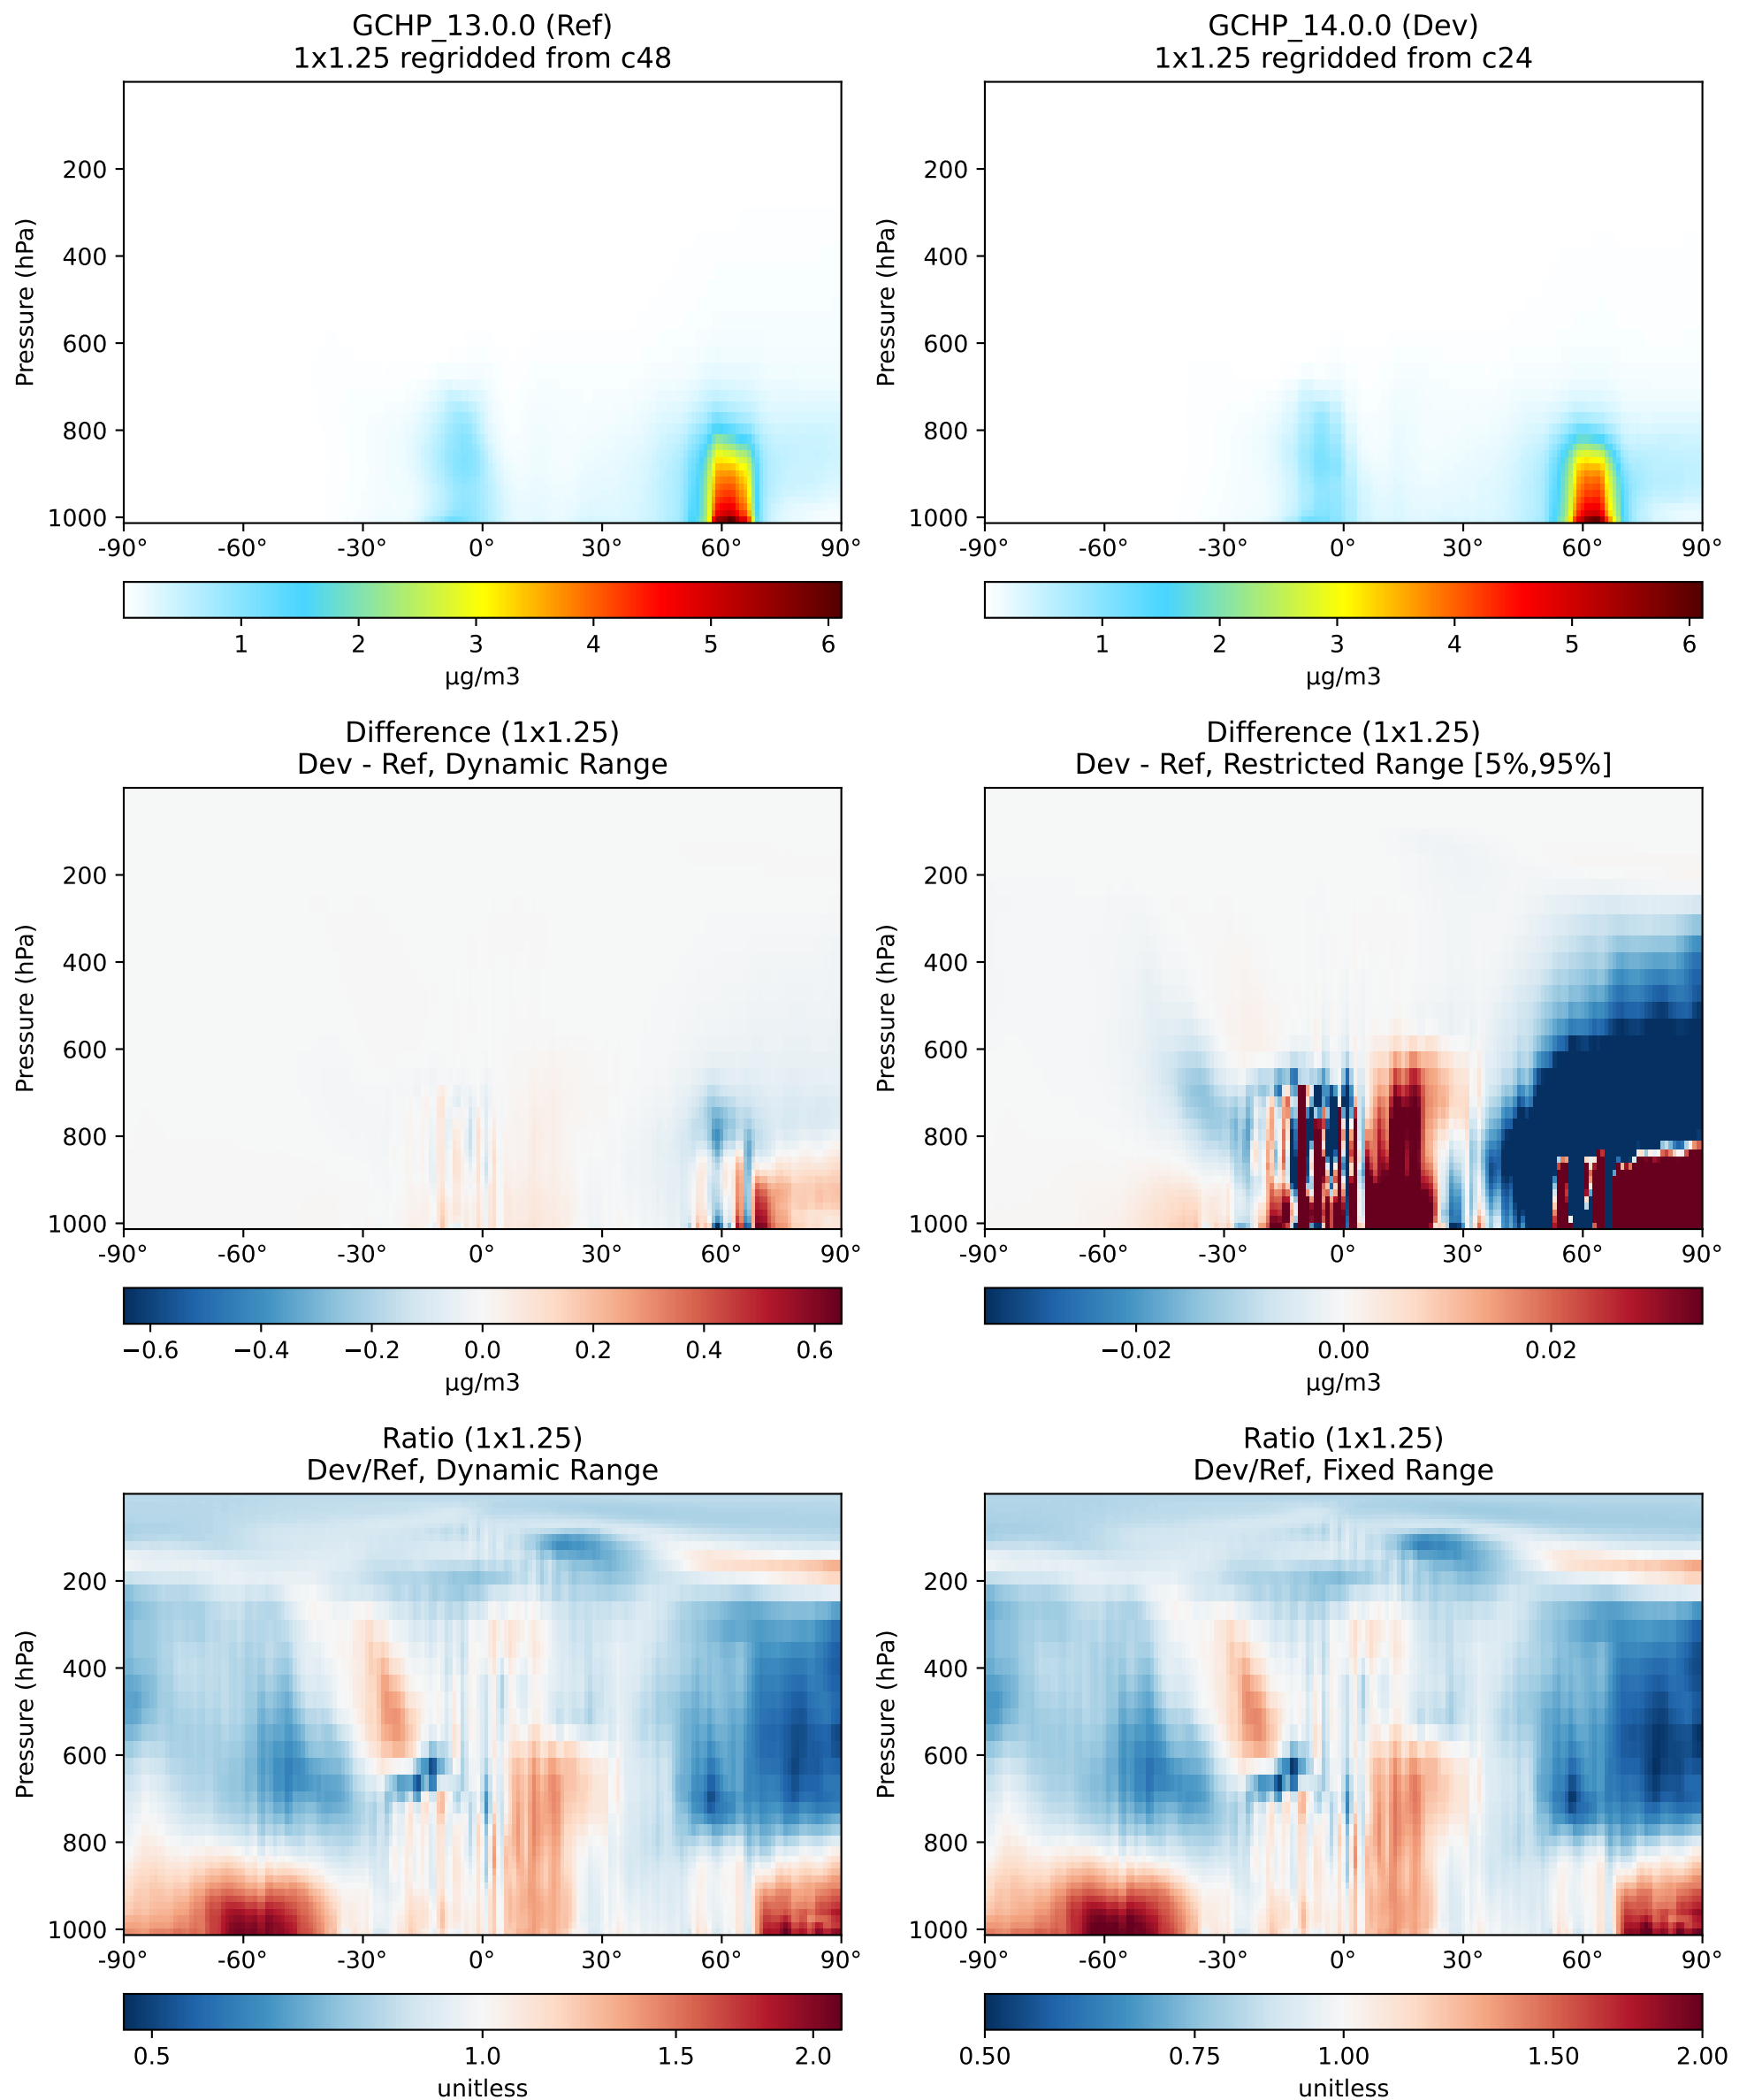 GCHP_13.0.0 (Ref)
1x1.25 regridded from c48
Pressure (hPa)
200
400
600
800
1000
-90° -60° -30° 0° 30° 60° 90°
1 2 3 4 5 6
µg/m3
GCHP_14.0.0 (Dev)
1x1.25 regridded from c24
Pressure (hPa)
200
400
600
800
1000
-90° -60° -30° 0° 30° 60° 90°
1 2 3 4 5 6
µg/m3
Difference (1x1.25)
Dev - Ref, Dynamic Range
Pressure (hPa)
200
400
600
800
1000
-90° -60° -30° 0° 30° 60° 90°
−0.6 −0.4 −0.2 0.0 0.2 0.4 0.6
µg/m3
Difference (1x1.25)
Dev - Ref, Restricted Range [5%,95%]
Pressure (hPa)
200
400
600
800
1000
-90° -60° -30° 0° 30° 60° 90°
−0.02 0.00 0.02
µg/m3
Ratio (1x1.25)
Dev/Ref, Dynamic Range
Pressure (hPa)
200
400
600
800
1000
-90° -60° -30° 0° 30° 60° 90°
0.5 1.0 1.5 2.0
unitless
Ratio (1x1.25)
Dev/Ref, Fixed Range
Pressure (hPa)
200
400
600
800
1000
-90° -60° -30° 0° 30° 60° 90°
0.50 0.75 1.00 1.50 2.00
unitless